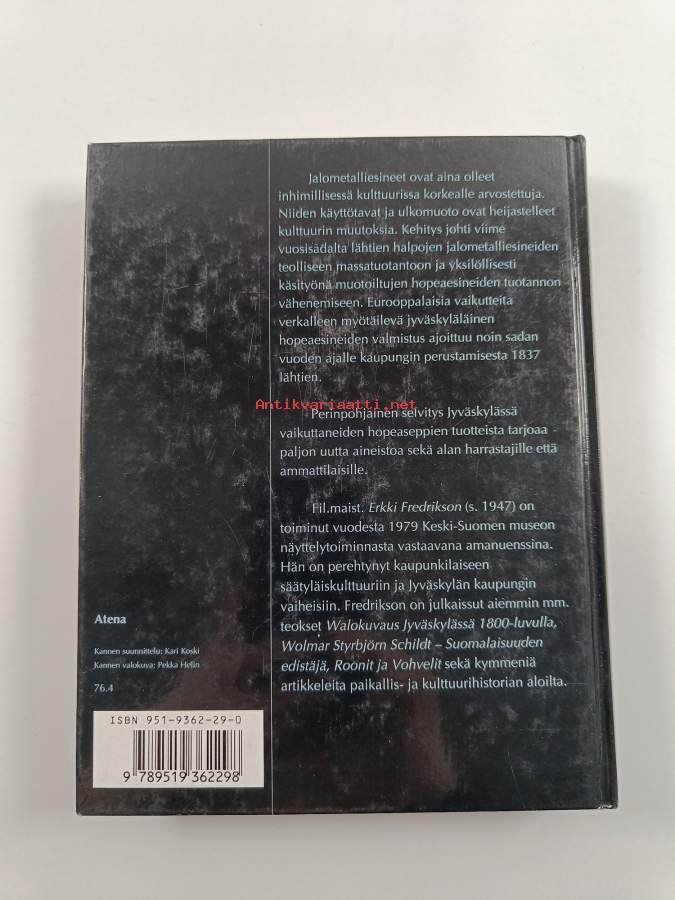 Jalometalliesineet ovat aina olleet
inhimillisessä kulttuurissa korkealle arvostettuja.
Niiden käyttötavat ja ulkomuoto ovat heijastelleet
kulttuurin muutoksia. Kehitys johti viime
vuosisadalta lähtien halpojen jalometalliesineiden
teolliseen massatuotantoon ja yksilöllisesti
käsityönä muotoiltujen hopeaesineiden tuotannon
vähenemiseen. Eurooppalaisia vaikutteita
verkalleen myötäilevä jyväskyläläinen
hopeaesineiden valmistus ajoittuu noin sadan
vuoden ajalle kaupungin perustamisesta 1837
lähtien.
Antikvariaatti.net
Perinpohjainen selvitys Jyväskylässä
vaikuttaneiden hopeaseppien tuotteista tarjoaa
paljon uutta aineistoa sekä alan harrastajille että
ammattilaisille.
Fil.maist. Erkki Fredrikson (s. 1947) on
toiminut vuodesta 1979 Keski-Suomen museon
näyttelytoiminnasta vastaavana amanuenssina.
Hän on perehtynyt kaupunkilaiseen
säätyläiskulttuuriin ja Jyväskylän kaupungin
vaiheisiin. Fredrikson on julkaissut aiemmin mm.
teokset Walokuvaus Jyväskylässä 1800-luvulla,
Wolmar Styrbjörn Schildt – Suomalaisuuden
edistäjä, Roonit ja Vohvelit sekä kymmeniä
artikkeleita paikallis- ja kulttuurihistorian aloilta.
Atena
Kannen suunnittelu: Kari Koski
Kannen valokuva: Pekka Helin
76.4
ISBN 951-9362-29-0
9 789519 362298